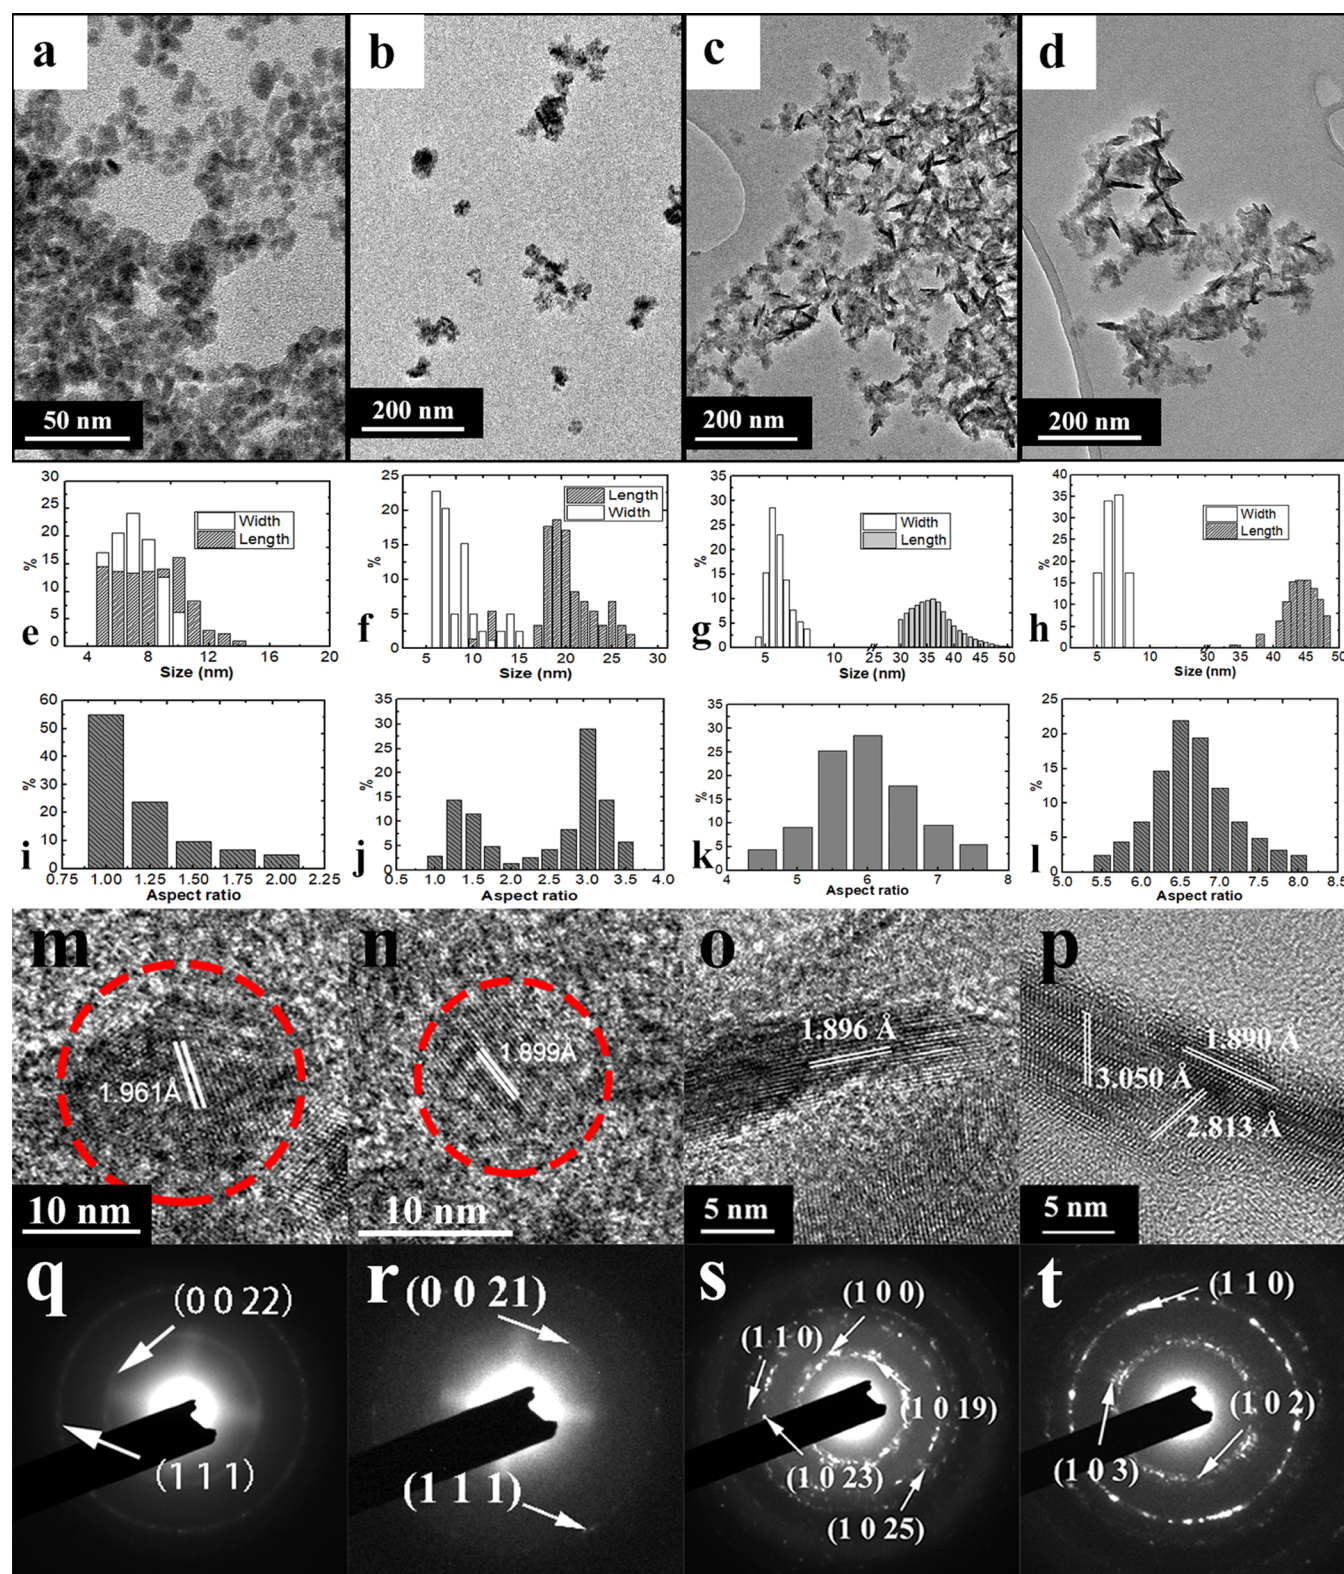 a
b
c
d
50 nm
200 nm
200 nm
200 nm
30
25
20
15
10
5
0
%
Width
Length
4
8
12
16
20
Size (nm)
e
25
20
15
10
5
0
%
Length
Width
5
10
15
20
25
30
Size (nm)
f
35
30
25
20
15
10
5
0
%
Width
Length
5
10
25
30
35
40
45
50
Size (nm)
g
40
35
30
25
20
15
10
5
0
%
Width
Length
5
10
30
35
40
45
50
Size (nm)
h
60
50
40
30
20
10
0
%
0.75
1.00
1.25
1.50
1.75
2.00
2.25
Aspect ratio
i
35
30
25
20
15
10
5
0
%
0.5
1.0
1.5
2.0
2.5
3.0
3.5
4.0
Aspect ratio
j
35
30
25
20
15
10
5
0
%
4
5
6
7
8
Aspect ratio
k
25
20
15
10
5
0
%
5.0
5.5
6.0
6.5
7.0
7.5
8.0
8.5
Aspect ratio
l
m
1.961Å
10 nm
n
1.899Å
10 nm
o
1.896 Å
5 nm
p
1.890 Å
3.050 Å
2.813 Å
5 nm
q
(0 0 22)
(1 1 1)
r
(0 0 21)
(1 1 1)
s
(1 0 0)
(1 1 0)
(1 0 19)
(1 0 23)
(1 0 25)
t
(1 1 0)
(1 0 2)
(1 0 3)